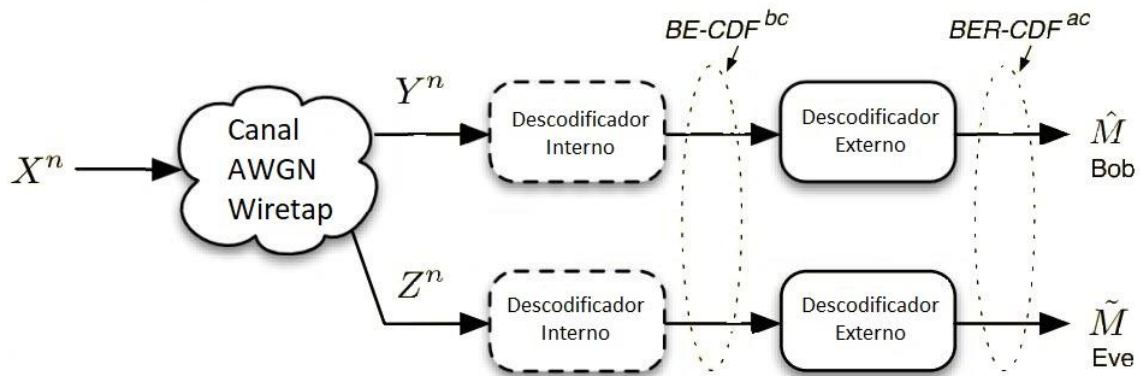 BE-CDF^bc
BER-CDF^ac
Y^n
Descodificador
Interno
Descodificador
Externo
M̂
Bob
X^n
Canal
AWGN
Wiretap
Z^n
Descodificador
Interno
Descodificador
Externo
M̃
Eve